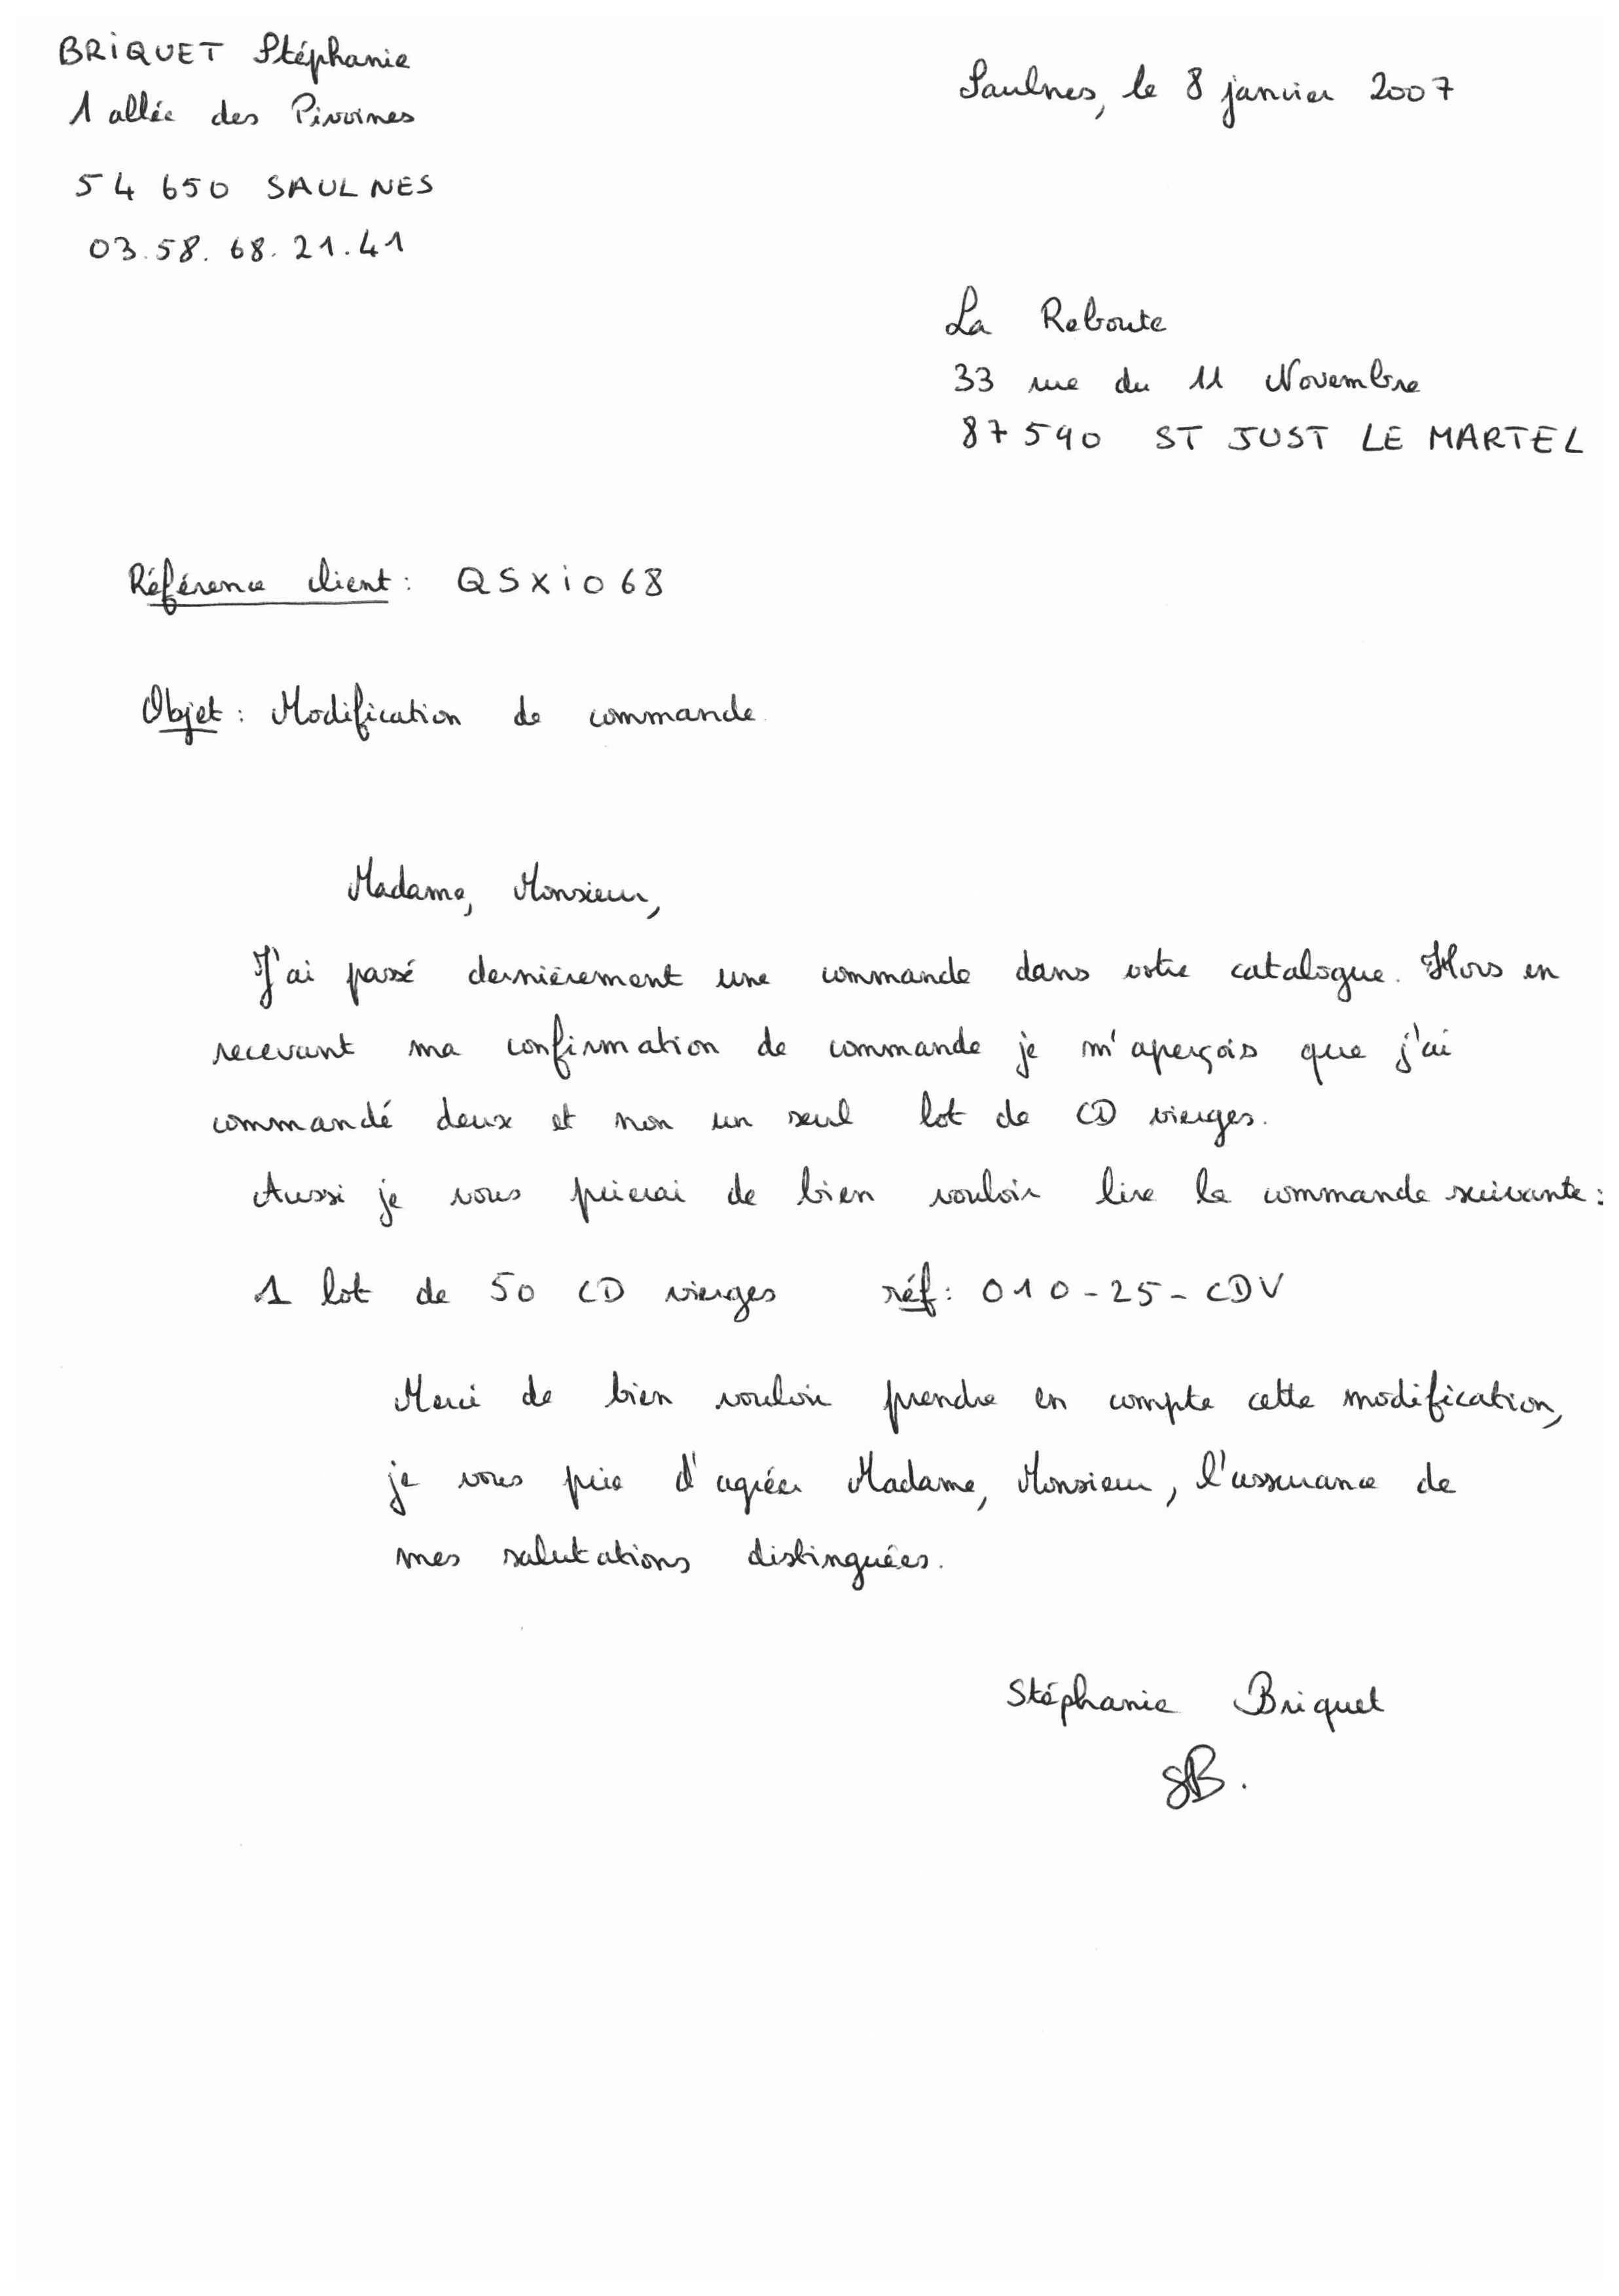 BRIQUET Stéphanie
1 allée des Pivoines
54 650 SAULNES
03.58.68.21.41
Saulnes, le 8 janvier 2007
La Reboute
33 rue du 11 Novembre
87590 ST JUST LE MARTEL
Référence client : QSXIO68
Objet : Modification de commande.
Madame, Monsieur,
J'ai passé dernièrement une commande dans votre catalogue. Hors en
recevant ma confirmation de commande je m'aperçois que j'ai
commandé deux et non un seul lot de CD vierges.
Aussi je vous prierai de bien vouloir lire la commande suivante :
1 lot de 50 CD vierges réf : 010-25-CDV
Merci de bien vouloir prendre en compte cette modification,
je vous prie d'agréer Madame, Monsieur, l'assurance de
mes salutations distinguées.
Stéphanie Briquet
SB.